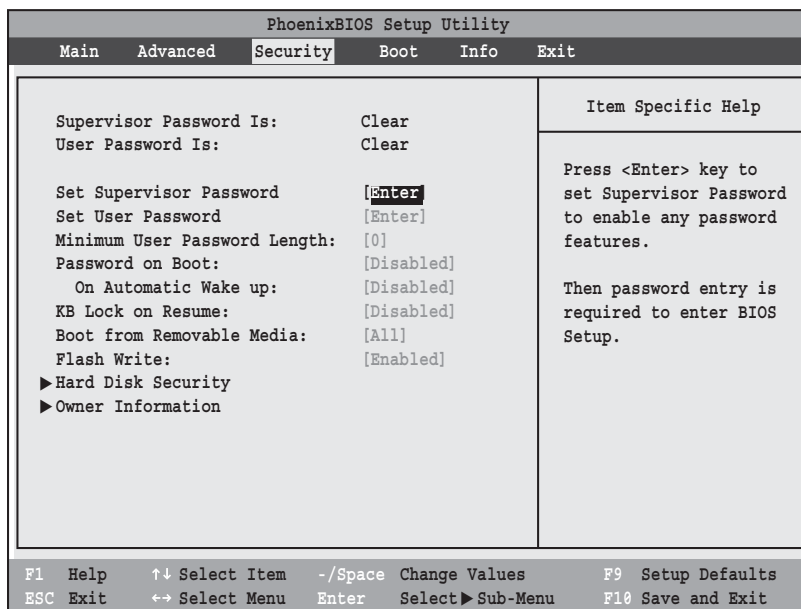 PhoenixBIOS Setup Utility
Main Advanced Security Boot Info Exit
Supervisor Password Is: Clear
User Password Is: Clear
Set Supervisor Password [Enter]
Set User Password [Enter]
Minimum User Password Length: [0]
Password on Boot: [Disabled]
On Automatic Wake up: [Disabled]
KB Lock on Resume: [Disabled]
Boot from Removable Media: [All]
Flash Write: [Enabled]
▶Hard Disk Security
▶Owner Information
Item Specific Help
Press <Enter> key to
set Supervisor Password
to enable any password
features.
Then password entry is
required to enter BIOS
Setup.
F1 Help ↑↓ Select Item -/Space Change Values F9 Setup Defaults
ESC Exit ←→ Select Menu Enter Select▶Sub-Menu F10 Save and Exit